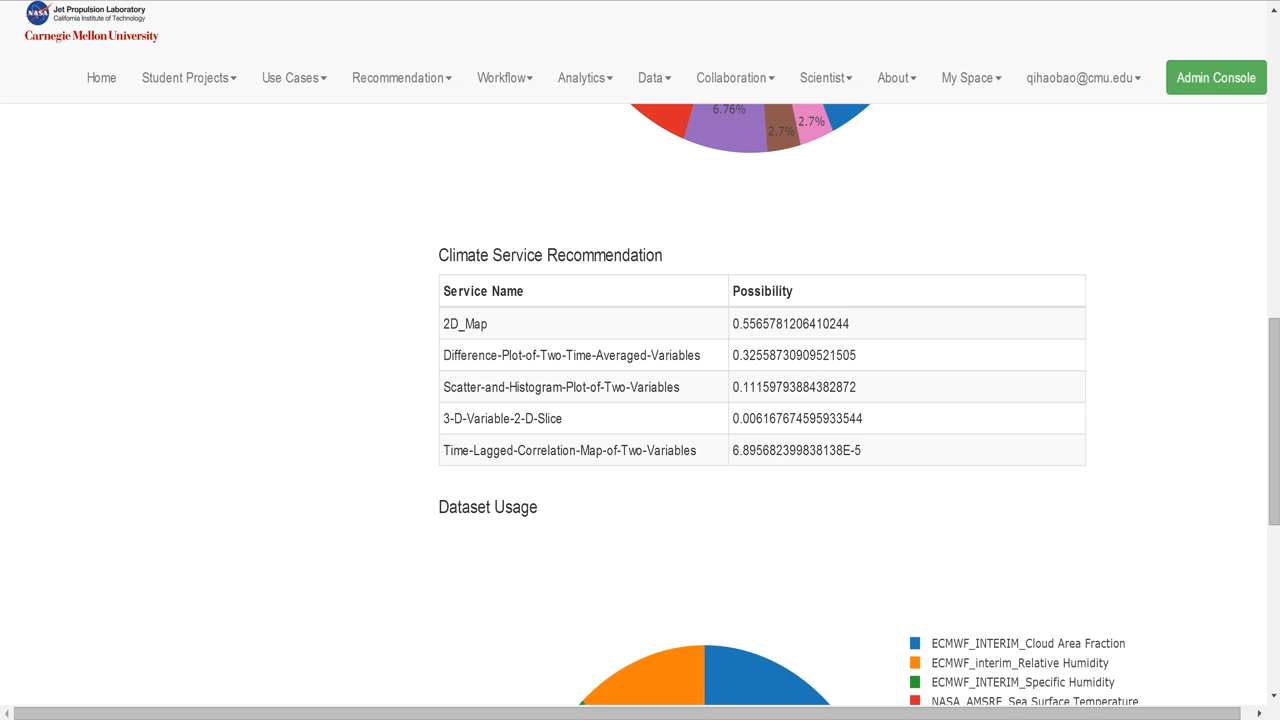 NASA
Jet Propulsion Laboratory
California Institute of Technology
Carnegie Mellon University
Home Student Projects Use Cases Recommendation Workflow Analytics Data Collaboration Scientist About My Space qihaobao@cmu.edu Admin Console
6.76%
2.7%
2.7%
Climate Service Recommendation
Service Name Possibility
2D_Map 0.5565781206410244
Difference-Plot-of-Two-Time-Averaged-Variables 0.32558730909521505
Scatter-and-Histogram-Plot-of-Two-Variables 0.11159793884382872
3-D-Variable-2-D-Slice 0.006167674595933544
Time-Lagged-Correlation-Map-of-Two-Variables 6.895682399838138E-5
Dataset Usage
ECMWF_INTERIM_Cloud Area Fraction
ECMWF_interim_Relative Humidity
ECMWF_INTERIM_Specific Humidity
NASA_AMSRE_Sea Surface Temperature